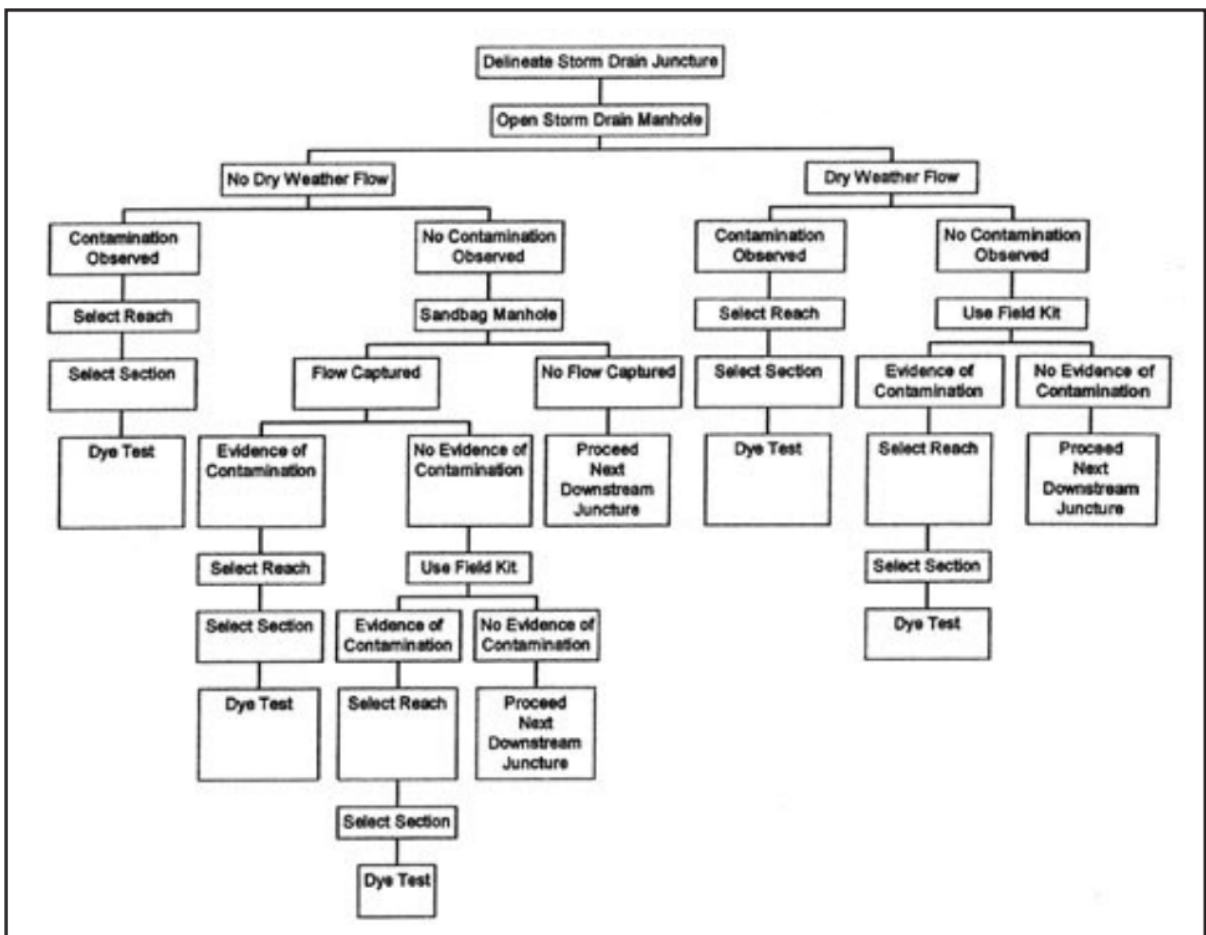 Delineate Storm Drain Juncture
Open Storm Drain Manhole
No Dry Weather Flow
Dry Weather Flow
Contamination
Observed
No Contamination
Observed
Contamination
Observed
No Contamination
Observed
Select Reach
Sandbag Manhole
Select Reach
Use Field Kit
Select Section
Flow Captured
No Flow Captured
Select Section
Evidence of
Contamination
No Evidence of
Contamination
Dye Test
Evidence of
Contamination
No Evidence of
Contamination
Proceed
Next
Downstream
Juncture
Dye Test
Select Reach
Proceed
Next
Downstream
Juncture
Select Reach
Use Field Kit
Select Section
Select Section
Evidence of
Contamination
No Evidence of
Contamination
Dye Test
Dye Test
Select Reach
Proceed
Next
Downstream
Juncture
Select Section
Dye Test